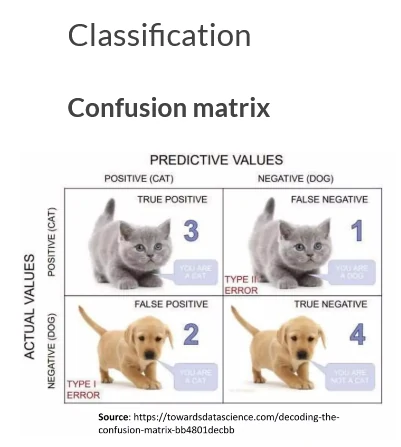 Classification
Confusion matrix
PREDICTIVE VALUES
POSITIVE (CAT) NEGATIVE (DOG)
ACTUAL VALUES
POSITIVE (CAT)
NEGATIVE (DOG)
TRUE POSITIVE
3
YOU ARE
A CAT
FALSE NEGATIVE
1
YOU ARE
A DOG
TYPE II
ERROR
FALSE POSITIVE
2
YOU ARE
A CAT
TYPE I
ERROR
TRUE NEGATIVE
4
YOU ARE
NOT A CAT
Source: https://towardsdatascience.com/decoding-the-
confusion-matrix-bb4801decbb